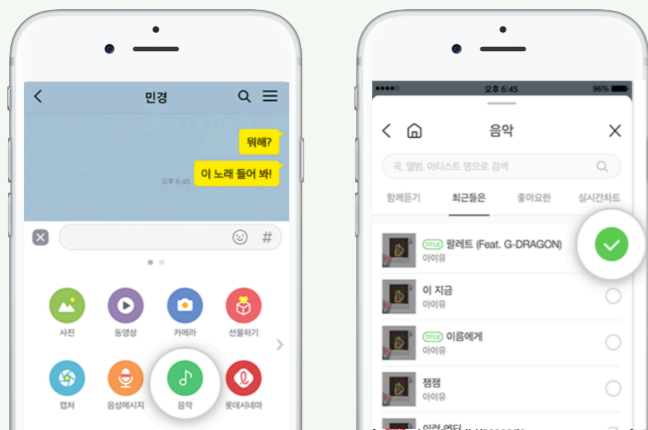 민경
뭐해?
오후 6:45
이 노래 들어 봐!
#
사진
동영상
카메라
선물하기
캡처
음성메시지
음악
롯데시네마
오후 6:45
96%
음악
곡, 앨범, 아티스트 명으로 검색
함께듣기
최근들은
좋아요한
실시간차트
TITLE 팔레트 (Feat. G-DRAGON)
아이유
이 지금
아이유
TITLE 이름에게
아이유
잼잼
아이유